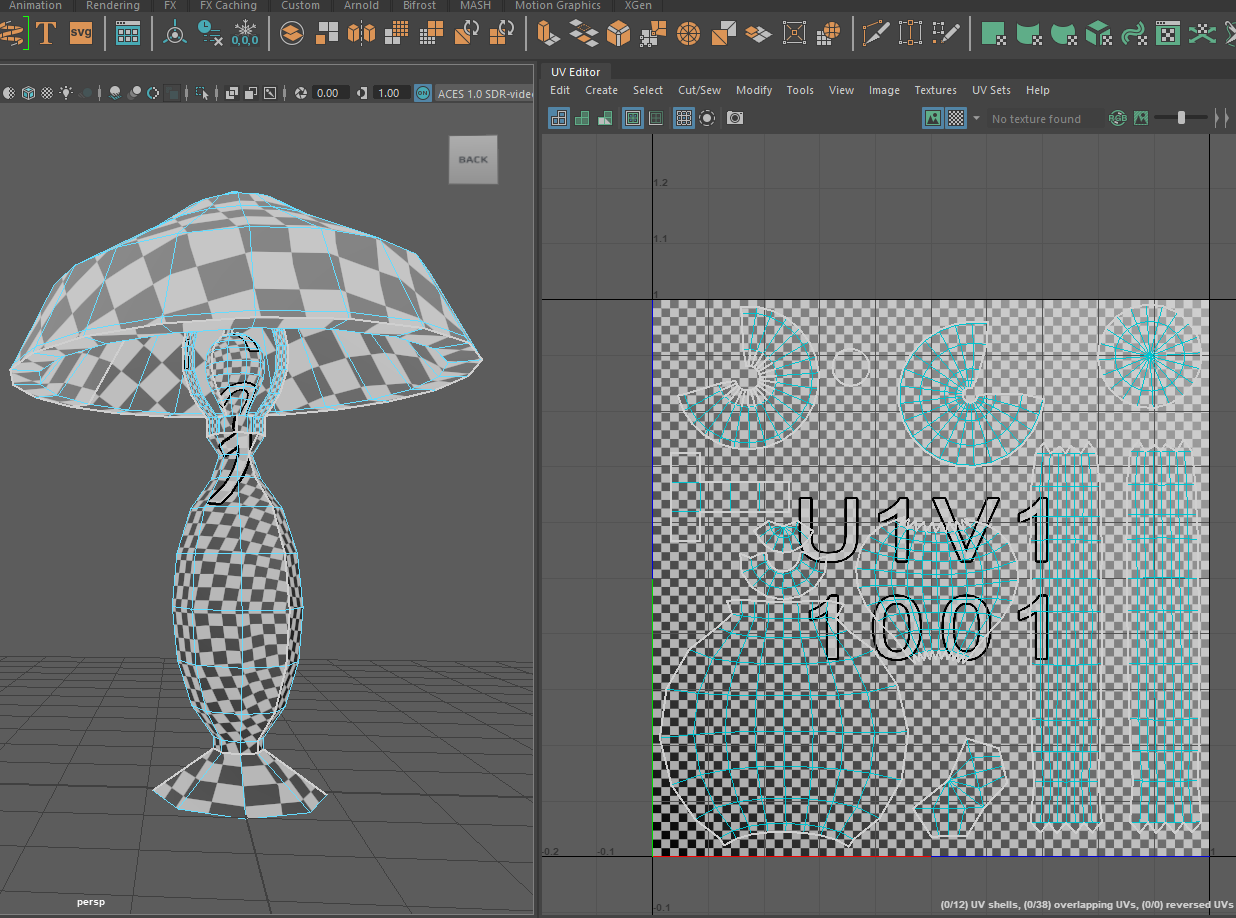 Animation Rendering FX FX Caching Custom Arnold Bifrost MASH Motion Graphics XGen
T SVG 0,0,0
0.00 1.00 ON ACES 1.0 SDR-video
UV Editor
Edit Create Select Cut/Sew Modify Tools View Image Textures UV Sets Help
No texture found RGB
BACK
1.2
1.1
1
U1V1
1001
-0.2 -0.1 1
-0.1
persp
(0/12) UV shells, (0/38) overlapping UVs, (0/0) reversed UVs